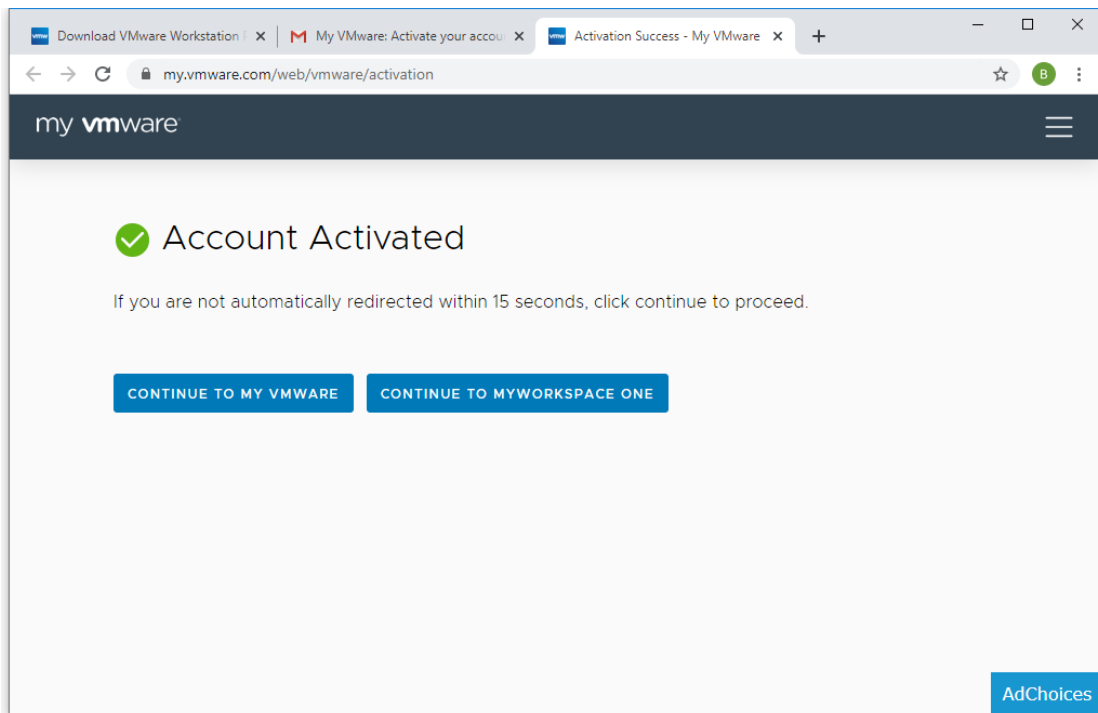 Download VMware Workstation
My VMware: Activate your accou
Activation Success - My VMware
my.vmware.com/web/vmware/activation
B
my vmware
Account Activated
If you are not automatically redirected within 15 seconds, click continue to proceed.
CONTINUE TO MY VMWARE
CONTINUE TO MYWORKSPACE ONE
AdChoices